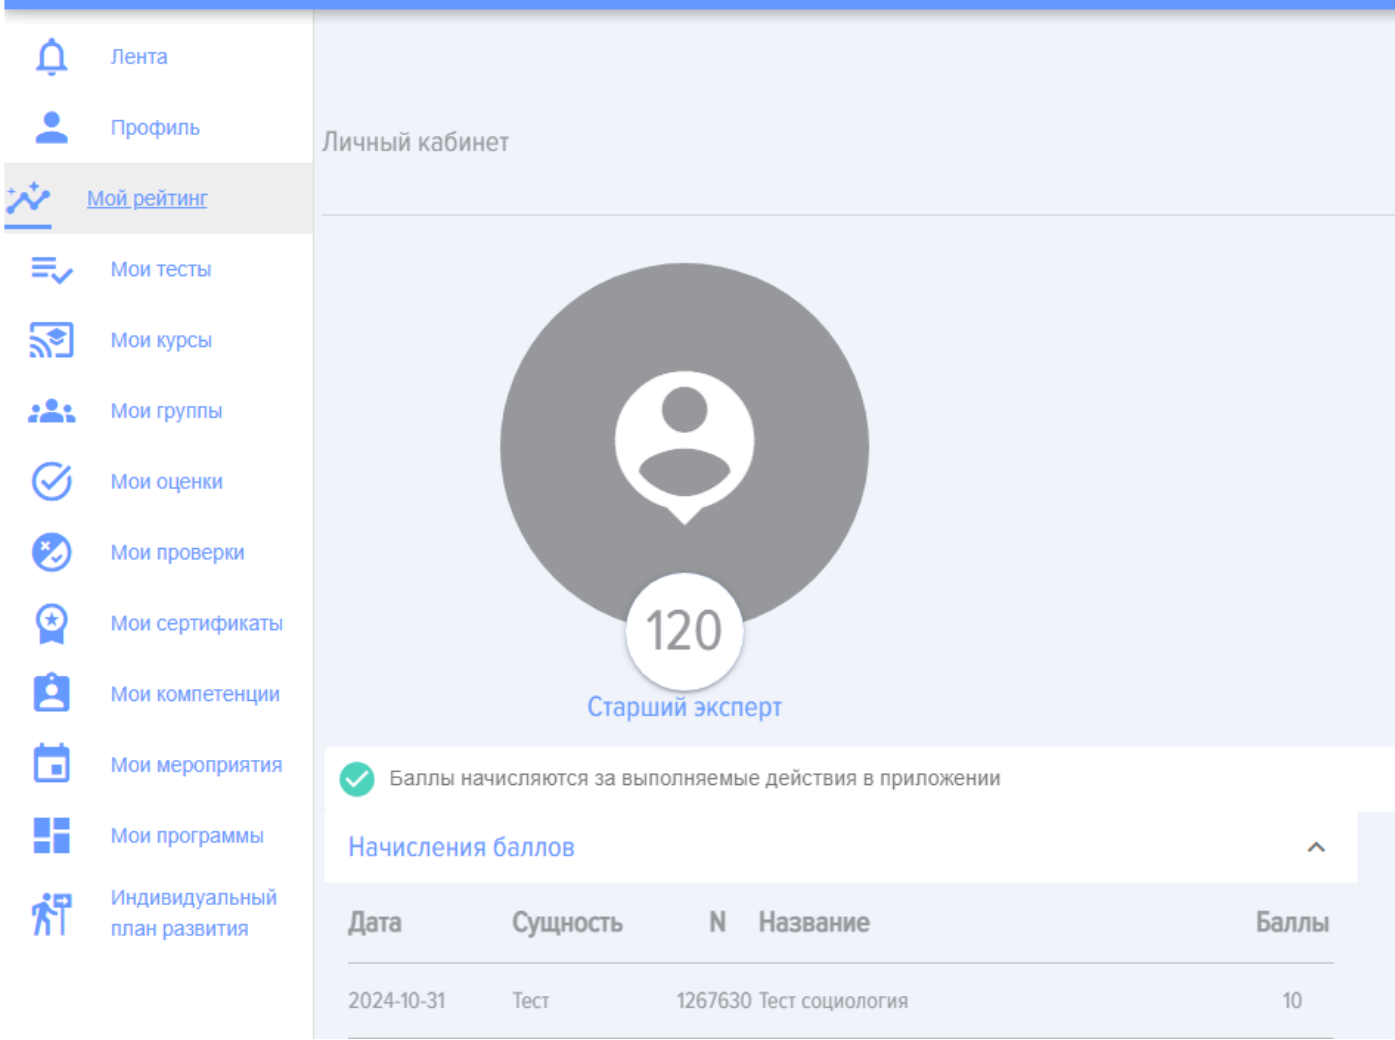 Лента
Профиль
Мой рейтинг
Мои тесты
Мои курсы
Мои группы
Мои оценки
Мои проверки
Мои сертификаты
Мои компетенции
Мои мероприятия
Мои программы
Индивидуальный
план развития
Личный кабинет
120
Старший эксперт
Баллы начисляются за выполняемые действия в приложении
Начисления баллов
Дата Сущность N Название Баллы
2024-10-31 Тест 1267630 Тест социология 10